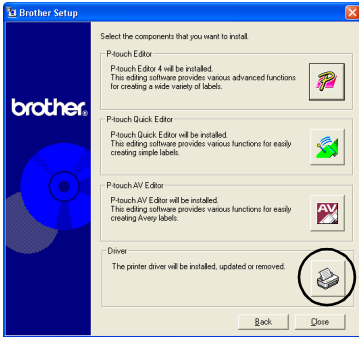 Brother Setup
Select the components that you want to install.
P-touch Editor
P-touch Editor 4 will be installed.
This editing software provides various advanced functions
for creating a wide variety of labels.
brother.
P-touch Quick Editor
P-touch Quick Editor will be installed.
This editing software provides various functions for easily
creating simple labels.
P-touch AV Editor
P-touch AV Editor will be installed.
This editing software provides various functions for easily
creating Avery labels.
AV
Driver
The printer driver will be installed, updated or removed.
Back
Close